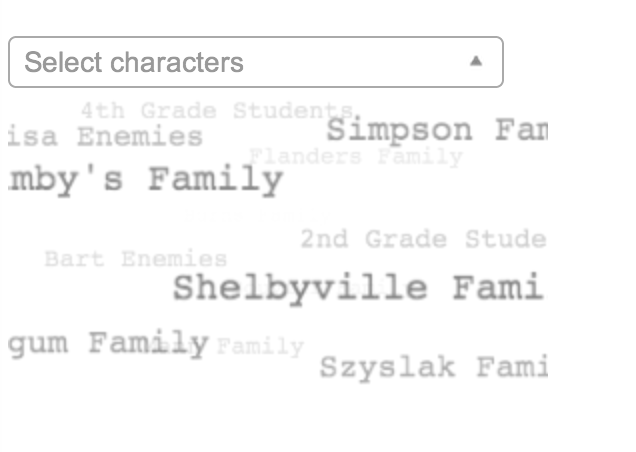 Select characters
4th Grade Students
Simpson Fam
isa Enemies
Flanders Family
mby's Family
2nd Grade Stude
Bart Enemies
Shelbyville Fami
gum Family
Family
Szyslak Fami